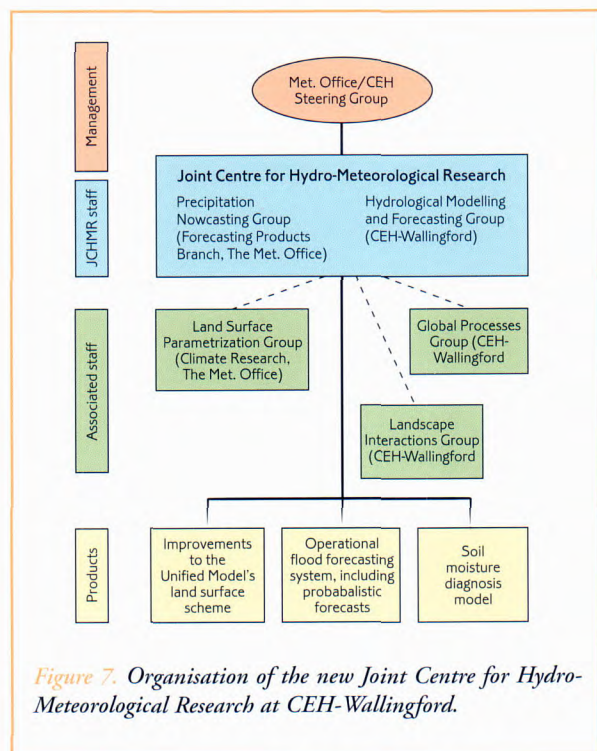 Management
Met. Office/CEH
Steering Group
JCHMR staff
Joint Centre for Hydro-Meteorological Research
Precipitation
Nowcasting Group
(Forecasting Products
Branch, The Met. Office)
Hydrological Modelling
and Forecasting Group
(CEH-Wallingford)
Associated staff
Land Surface
Parametrization Group
(Climate Research,
The Met. Office)
Global Processes
Group (CEH-
Wallingford
Landscape
Interactions Group
(CEH-Wallingford
Products
Improvements
to the
Unified Model's
land surface
scheme
Operational
flood forecasting
system, including
probabalistic
forecasts
Soil
moisture
diagnosis
model
Figure 7. Organisation of the new Joint Centre for Hydro-
Meteorological Research at CEH-Wallingford.